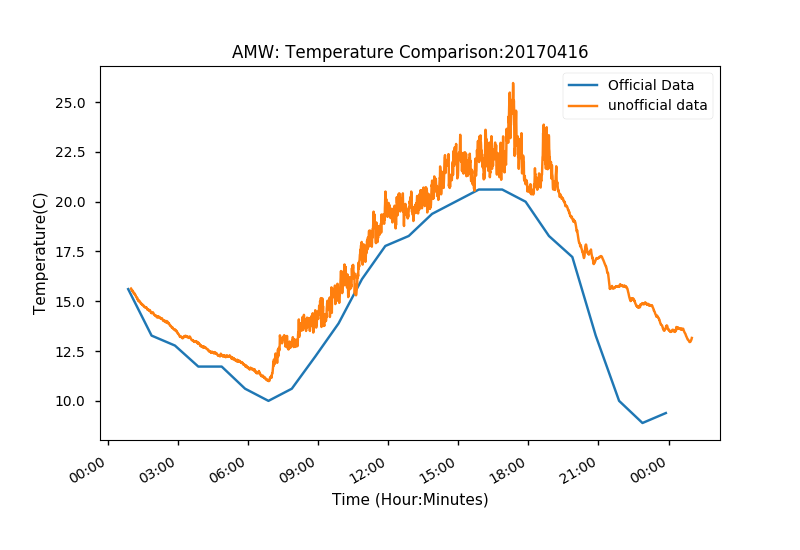 AMW: Temperature Comparison:20170416
Official Data
unofficial data
Temperature(C)
25.0
22.5
20.0
17.5
15.0
12.5
10.0
00:00 03:00 06:00 09:00 12:00 15:00 18:00 21:00 00:00
Time (Hour:Minutes)